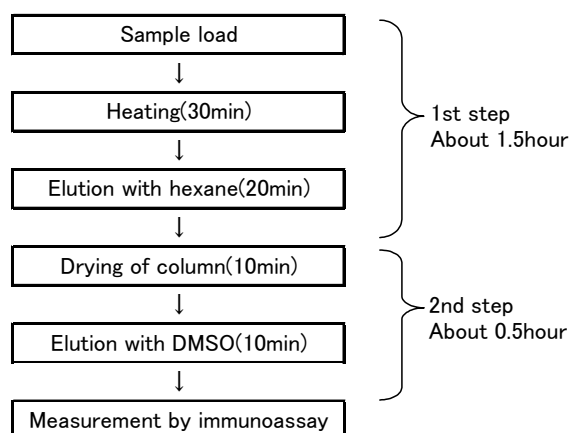 Sample load
↓
Heating(30min)
↓
Elution with hexane(20min)
↓
Drying of column(10min)
↓
Elution with DMSO(10min)
↓
Measurement by immunoassay
1st step
About 1.5hour
2nd step
About 0.5hour